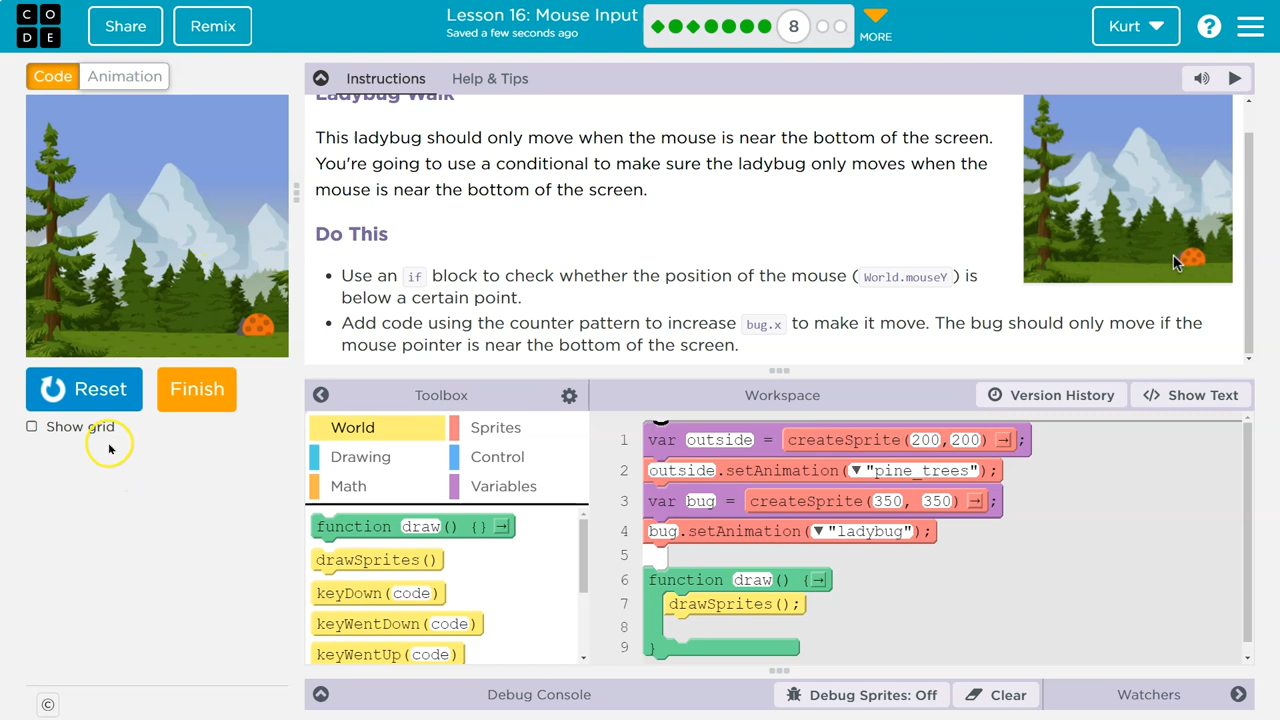 C O
D E
Share
Remix
Lesson 16: Mouse Input
Saved a few seconds ago
8
MORE
Kurt
?
Code
Animation
Instructions
Help & Tips
Ladybug Walk
This ladybug should only move when the mouse is near the bottom of the screen.
You're going to use a conditional to make sure the ladybug only moves when the
mouse is near the bottom of the screen.
Do This
Use an if block to check whether the position of the mouse (World.mouseY) is
below a certain point.
Add code using the counter pattern to increase bug.x to make it move. The bug should only move if the
mouse pointer is near the bottom of the screen.
Reset
Finish
Show grid
Toolbox
Workspace
Version History
</> Show Text
World
Sprites
Drawing
Control
Math
Variables
function draw() {}
drawSprites()
keyDown(code)
keyWentDown(code)
keyWentUp(code)
1 var outside = createSprite(200,200);
2 outside.setAnimation("pine_trees");
3 var bug = createSprite(350, 350);
4 bug.setAnimation("ladybug");
5
6 function draw() {
7 drawSprites();
8
9 }
©
Debug Console
Debug Sprites: Off
Clear
Watchers